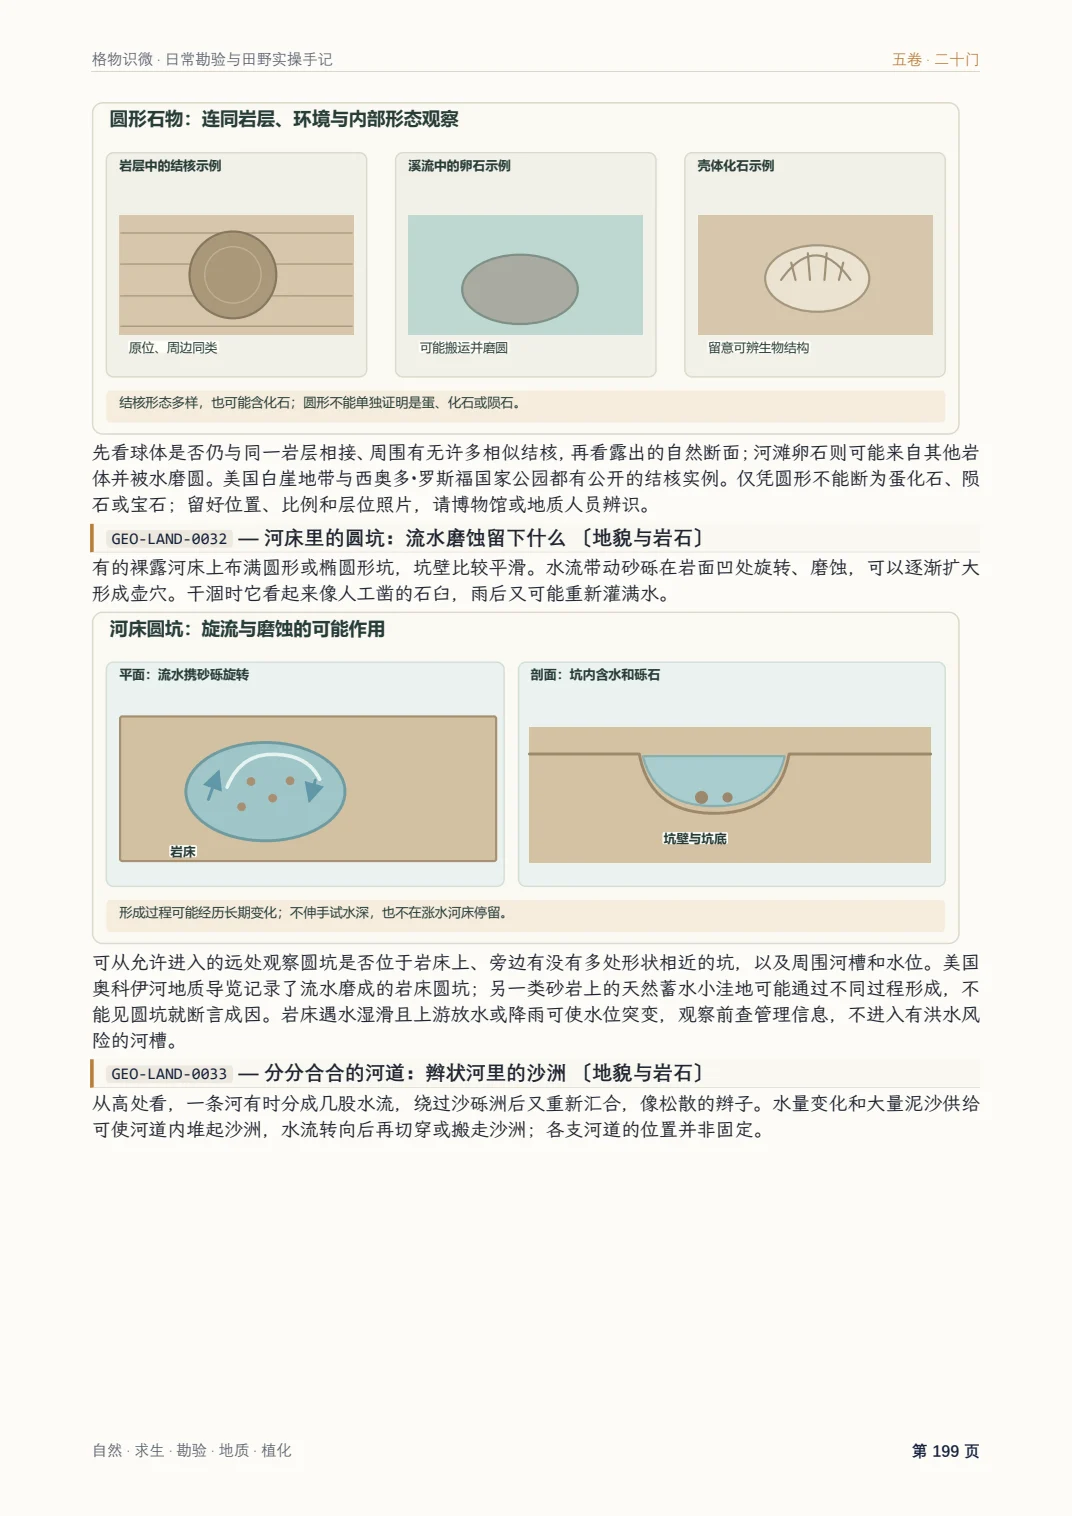 格物识微 · 日常勘验与田野实操手记
五卷 · 二十门
圆形石物：连同岩层、环境与内部形态观察
岩层中的结核示例
溪流中的卵石示例
壳体化石示例
原位、周边同类
可能搬运并磨圆
留意可辨生物结构
结核形态多样，也可能含化石；圆形不能单独证明是蛋、化石或陨石。
先看球体是否仍与同一岩层相接、周围有无许多相似结核，再看露出的自然断面；河滩卵石则可能来自其他岩
体并被水磨圆。美国白崖地带与西奥多·罗斯福国家公园都有公开的结核实例。仅凭圆形不能断为蛋化石、陨
石或宝石；留好位置、比例和层位照片，请博物馆或地质人员辨识。
GEO-LAND-0032 — 河床里的圆坑：流水磨蚀留下什么 〔地貌与岩石〕
有的裸露河床上布满圆形或椭圆形坑，坑壁比较平滑。水流带动砂砾在岩面凹处旋转、磨蚀，可以逐渐扩大
形成壶穴。干涸时它看起来像人工凿的石臼，雨后又可能重新灌满水。
河床圆坑：旋流与磨蚀的可能作用
平面：流水携砂砾旋转
剖面：坑内含水和砾石
岩床
坑壁与坑底
形成过程可能经历长期变化；不伸手试水深，也不在涨水河床停留。
可从允许进入的远处观察圆坑是否位于岩床上、旁边有没有多处形状相近的坑，以及周围河槽和水位。美国
奥科伊河地质导览记录了流水磨成的岩床圆坑；另一类砂岩上的天然蓄水小洼地可能通过不同过程形成，不
能见圆坑就断言成因。岩床遇水湿滑且上游放水或降雨可使水位突变，观察前查管理信息，不进入有洪水风
险的河槽。
GEO-LAND-0033 — 分分合合的河道：辫状河里的沙洲 〔地貌与岩石〕
从高处看，一条河有时分成几股水流，绕过沙砾洲后又重新汇合，像松散的辫子。水量变化和大量泥沙供给
可使河道内堆起沙洲，水流转向后再切穿或搬走沙洲；各支河道的位置并非固定。
自然 · 求生 · 勘验 · 地质 · 植化
第 199 页